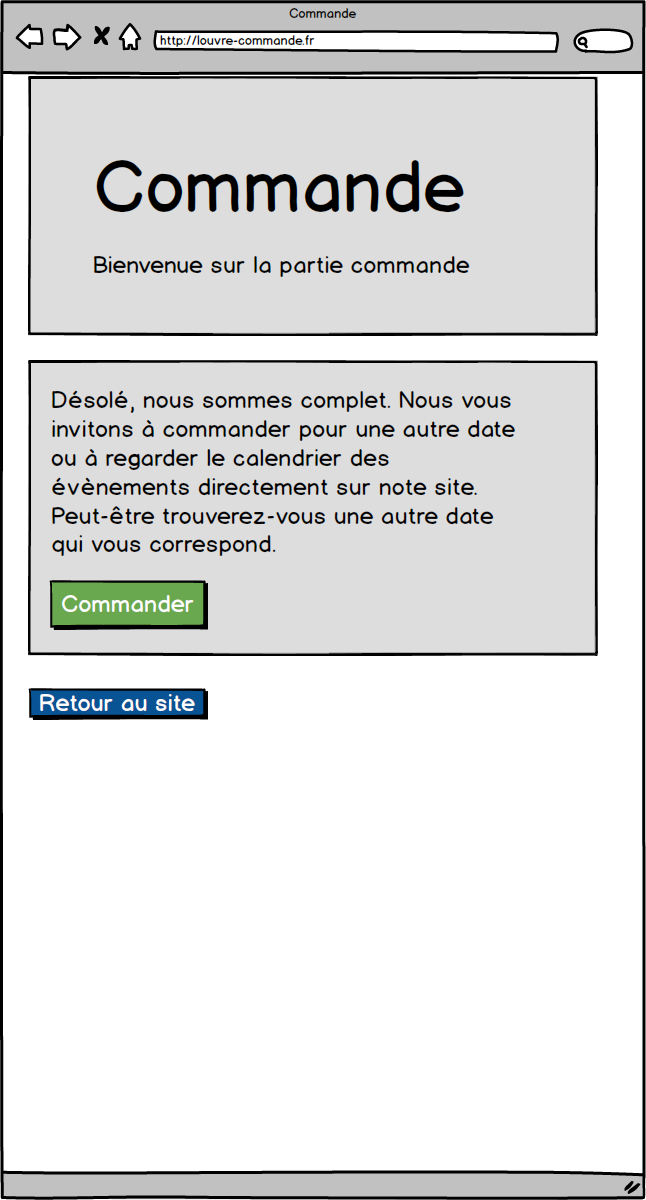 Commande
http://louvre-commande.fr
Commande
Bienvenue sur la partie commande
Désolé, nous sommes complet. Nous vous
invitons à commander pour une autre date
ou à regarder le calendrier des
évènements directement sur note site.
Peut-être trouverez-vous une autre date
qui vous correspond.
Commander
Retour au site